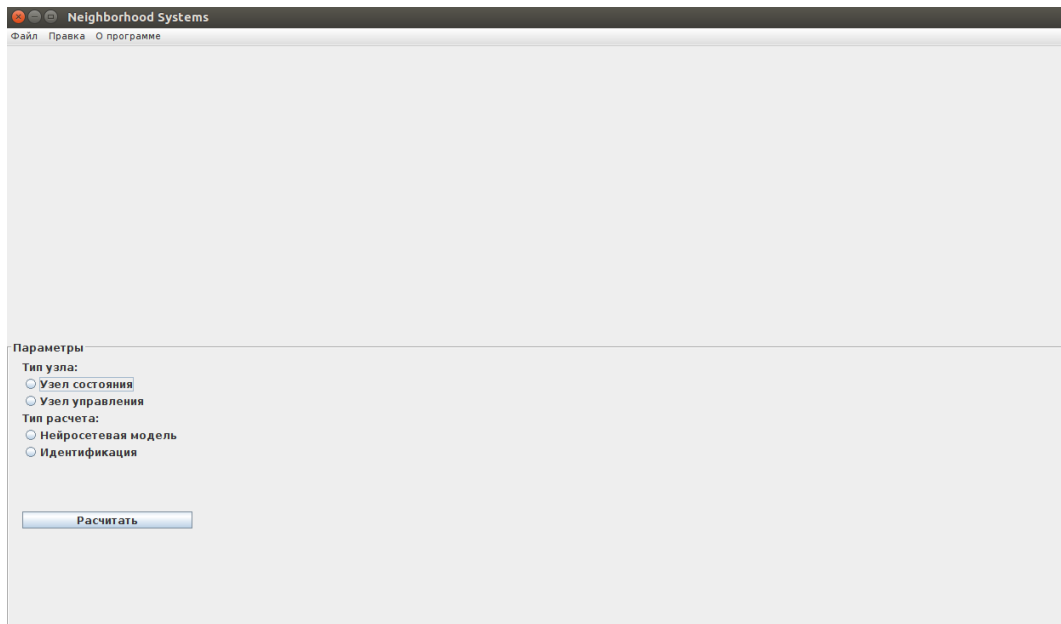 Neighborhood Systems
Файл Правка О программе
Параметры
Тип узла:
Узел состояния
Узел управления
Тип расчета:
Нейросетевая модель
Идентификация
Расчитать